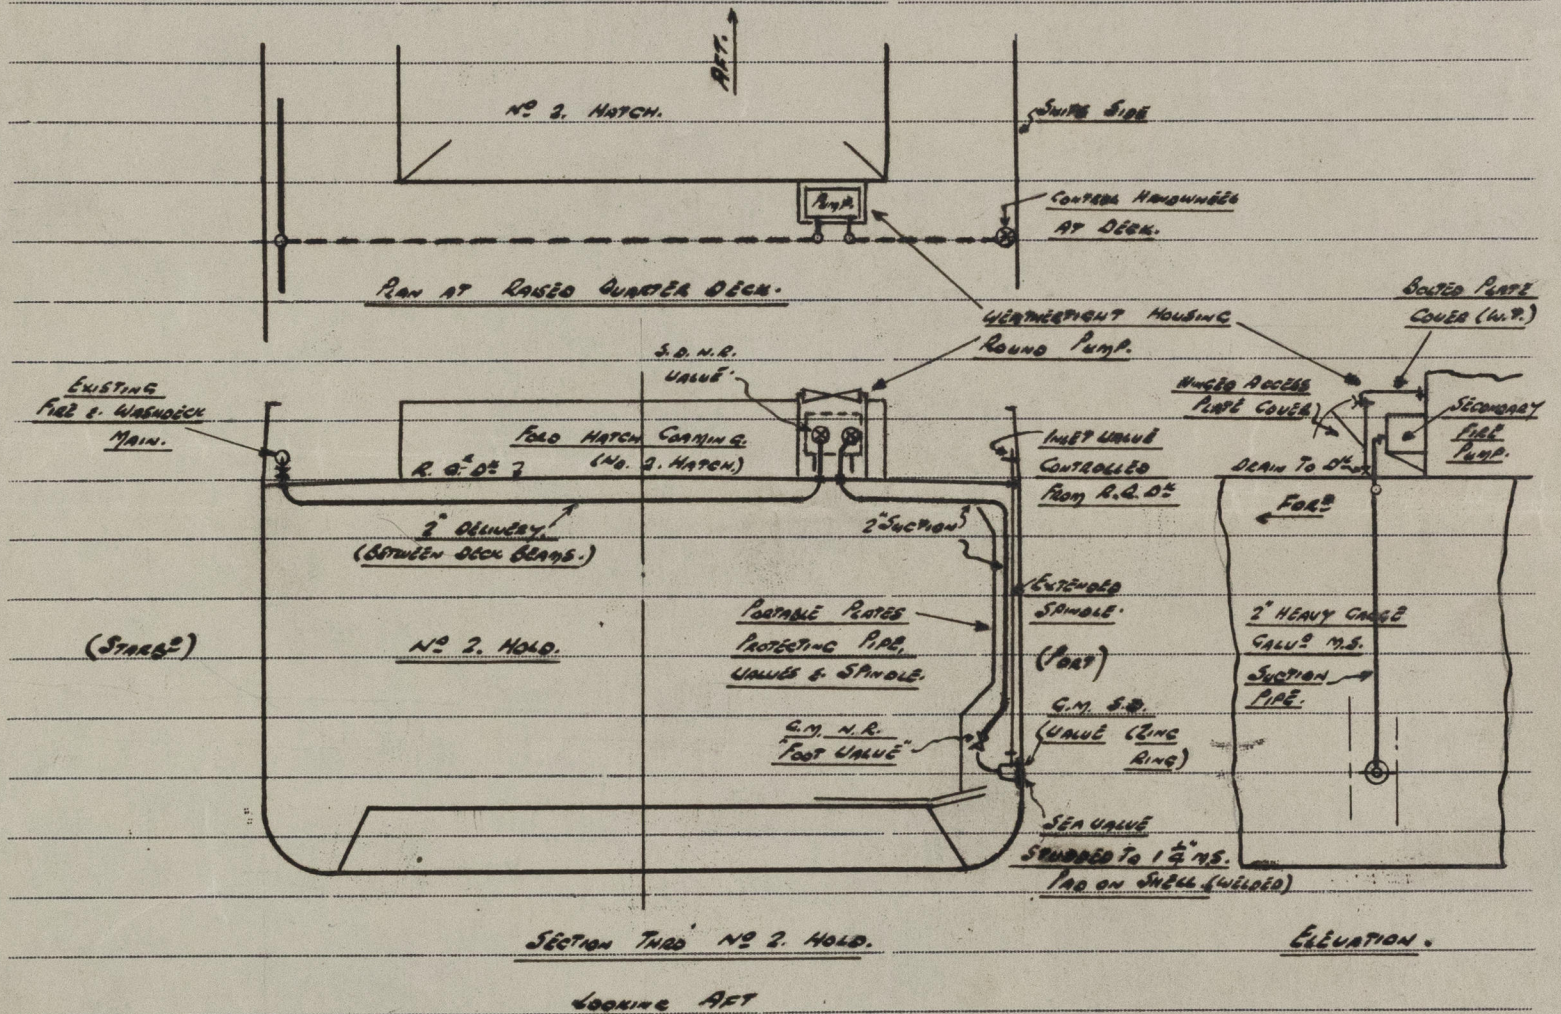 AFT.
Nº 2. HATCH.
SHIPS SIDE
PUMP.
CONTROL HANDWHEEL
AT DECK.
PLAN AT RAISED QUARTER DECK.
BOLTED PLATE
COVER (W.T.)
WEATHERTIGHT HOUSING
ROUND PUMP.
S.D.N.R.
VALVE.
EXISTING
FIRE & WASHDECK
MAIN.
HINGED ACCESS
PLATE COVER
SECONDARY
FIRE
PUMP.
FORD HATCH COAMING.
(NO. 2. HATCH.)
R. Q. DK
INLET VALVE
CONTROLLED
FROM R.Q.DK
DRAIN TO DK
FORD
2" DELIVERY.
(BETWEEN DECK BEAMS.)
2" SUCTION
EXTENDED
SPINDLE.
PORTABLE PLATES
PROTECTING PIPE,
VALVES & SPINDLE.
2" HEAVY GAUGE
GALVD M.S.
SUCTION
PIPE.
(STARBD)
Nº 2. HOLD.
(PORT)
G.M. N.R.
"FOOT VALVE"
G.M. S.D.
VALVE (ZINC
RING)
SEA VALVE
STUDDED TO 1 1/4" M.S.
PAD ON SHELL (WELDED)
SECTION THRO' Nº 2. HOLD.
ELEVATION.
LOOKING AFT